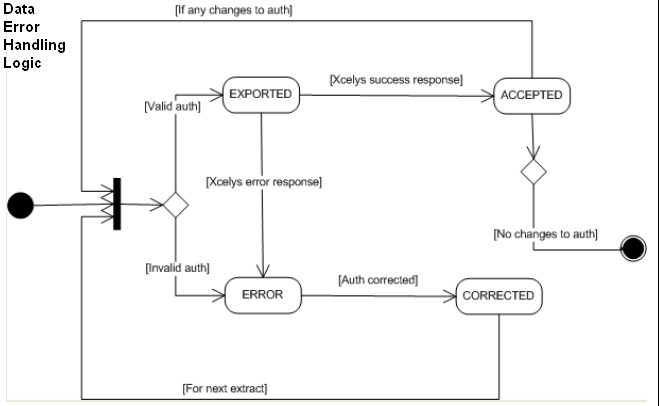 Data
Error
Handling
Logic
[If any changes to auth]
[Xcelys success response]
EXPORTED
ACCEPTED
[Valid auth]
[Xcelys error response]
[No changes to auth]
[Invalid auth]
[Auth corrected]
ERROR
CORRECTED
[For next extract]